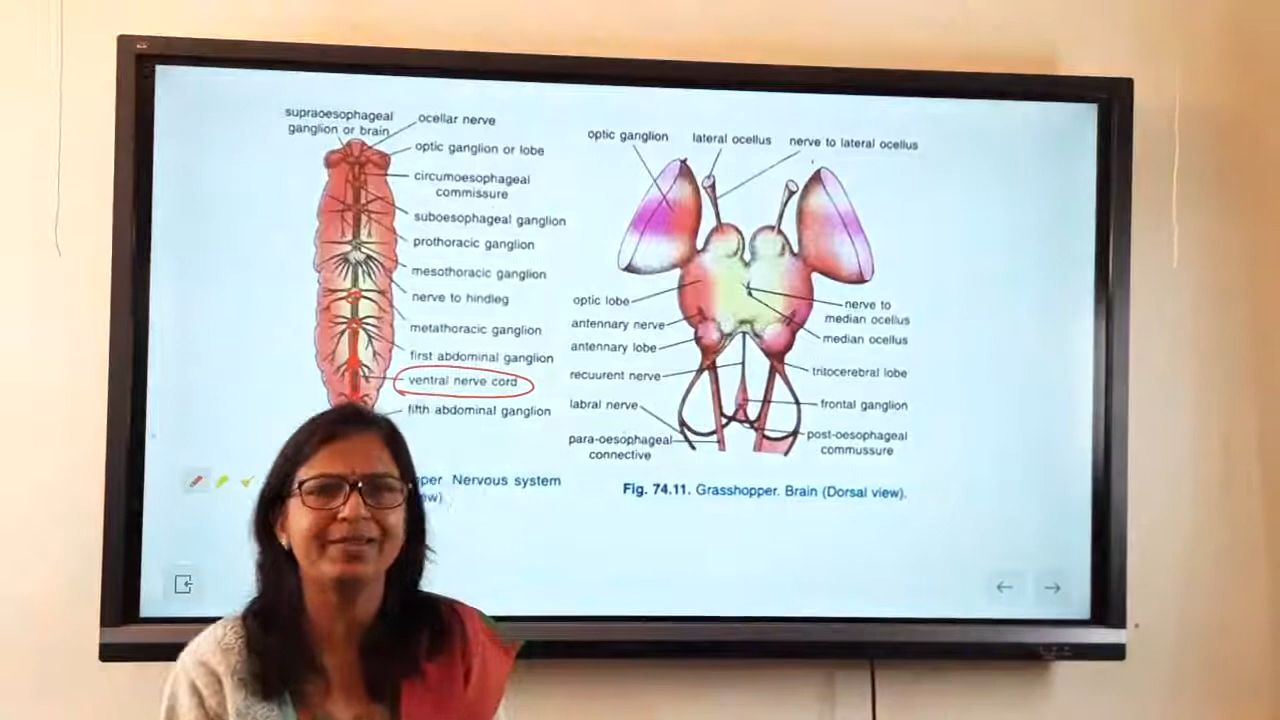 supraoesophageal
ganglion or brain
ocellar nerve
optic ganglion or lobe
circumoesophageal
commissure
suboesophageal ganglion
prothoracic ganglion
mesothoracic ganglion
nerve to hindleg
metathoracic ganglion
first abdominal ganglion
ventral nerve cord
fifth abdominal ganglion
Nervous system
optic ganglion
lateral ocellus
nerve to lateral ocellus
optic lobe
antennary nerve
antennary lobe
recuurent nerve
labral nerve
para-oesophageal
connective
nerve to
median ocellus
median ocellus
tritocerebral lobe
frontal ganglion
post-oesophageal
commussure
Fig. 74.11. Grasshopper. Brain (Dorsal view).